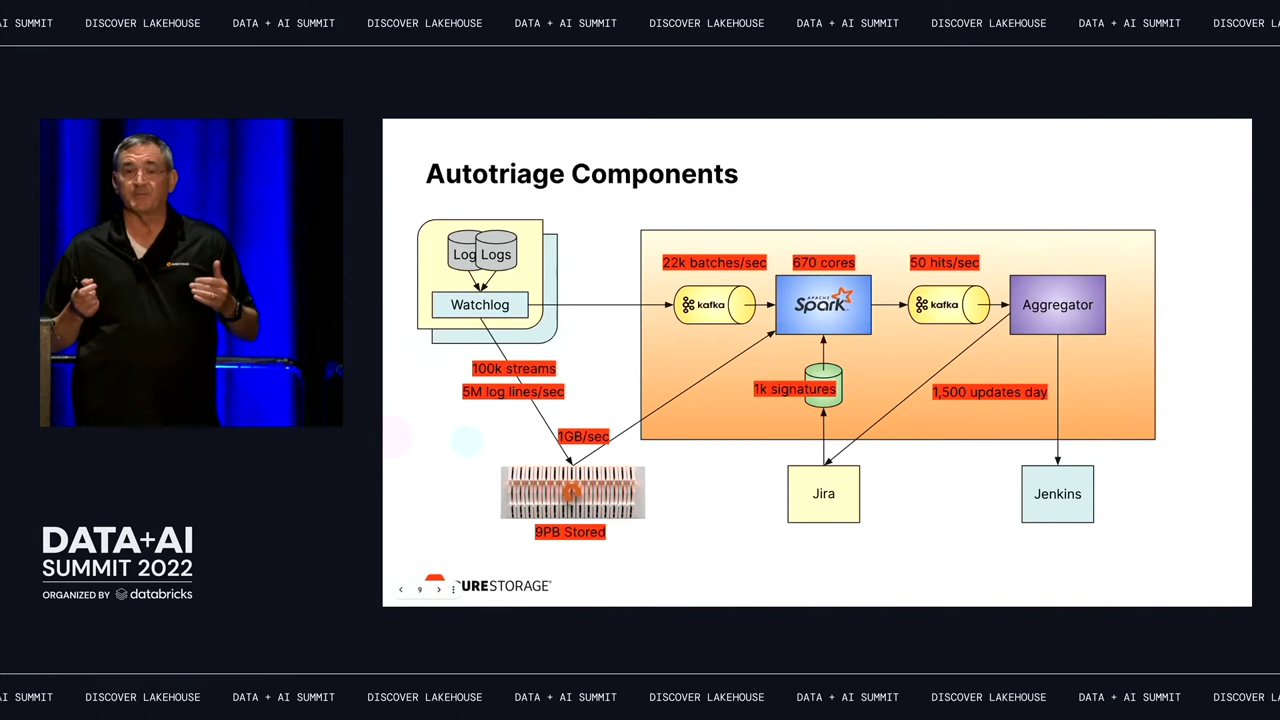 AI SUMMIT DISCOVER LAKEHOUSE DATA + AI SUMMIT DISCOVER LAKEHOUSE DATA + AI SUMMIT DISCOVER LAKEHOUSE DATA + AI SUMMIT DISCOVER LAKEHOUSE DATA + AI SUMMIT DISCOVER
Autotriage Components
Log
Logs
Watchlog
22k batches/sec
670 cores
50 hits/sec
kafka
APACHE
Spark
kafka
Aggregator
100k streams
5M log lines/sec
1k signatures
1,500 updates day
1GB/sec
9PB Stored
Jira
Jenkins
9
URESTORAGE®
DATA+AI
SUMMIT 2022
ORGANIZED BY databricks
AI SUMMIT DISCOVER LAKEHOUSE DATA + AI SUMMIT DISCOVER LAKEHOUSE DATA + AI SUMMIT DISCOVER LAKEHOUSE DATA + AI SUMMIT DISCOVER LAKEHOUSE DATA + AI SUMMIT DISCOVER